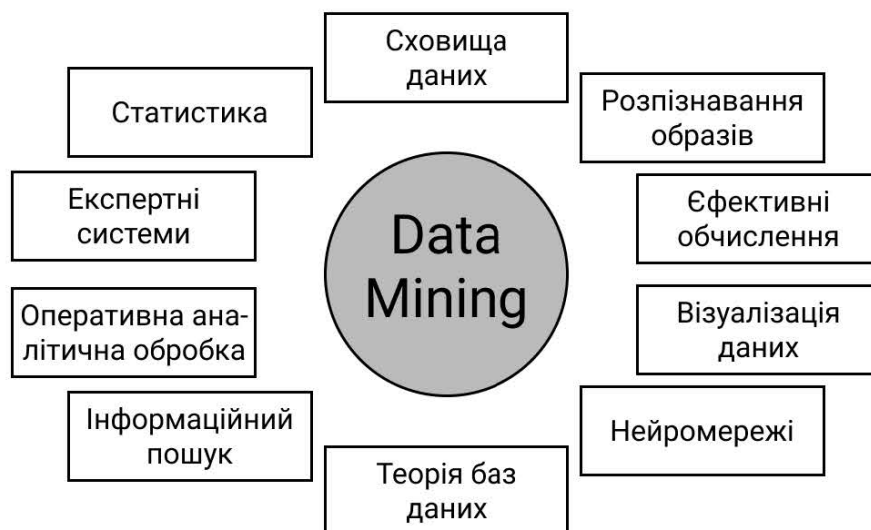 Сховища
даних
Статистика
Розпізнавання
образів
Експертні
системи
Data
Mining
Єфективні
обчислення
Оперативна ана-
літична обробка
Візуалізація
даних
Інформаційний
пошук
Нейромережі
Теорія баз
даних